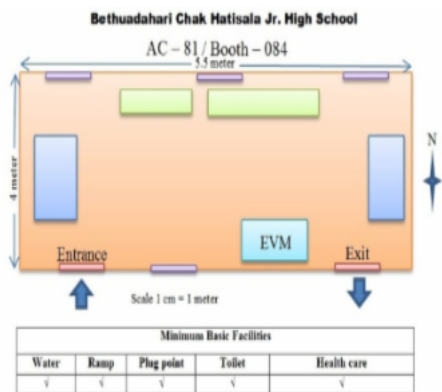 Bethuadahari Chak Hatisala Jr. High School
AC – 81 / Booth – 084
5.5 meter
4 meter
N
EVM
Entrance
Exit
Scale 1 cm = 1 meter
Minimum Basic Facilities
Water Ramp Plug point Toilet Health care
√ √ √ √ √